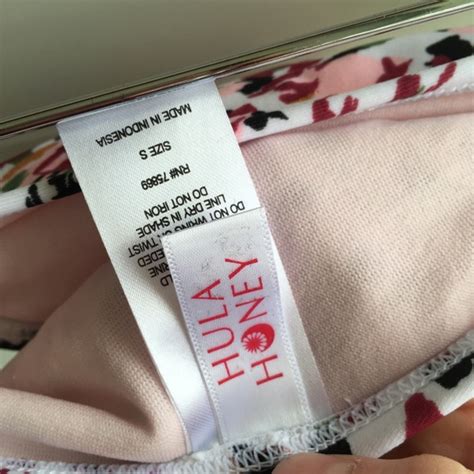 DO NOT WRING OR TWIST
LINE DRY IN SHADE
DO NOT IRON
RN# 75869
SIZE S
MADE IN INDONESIA
HULA
HONEY